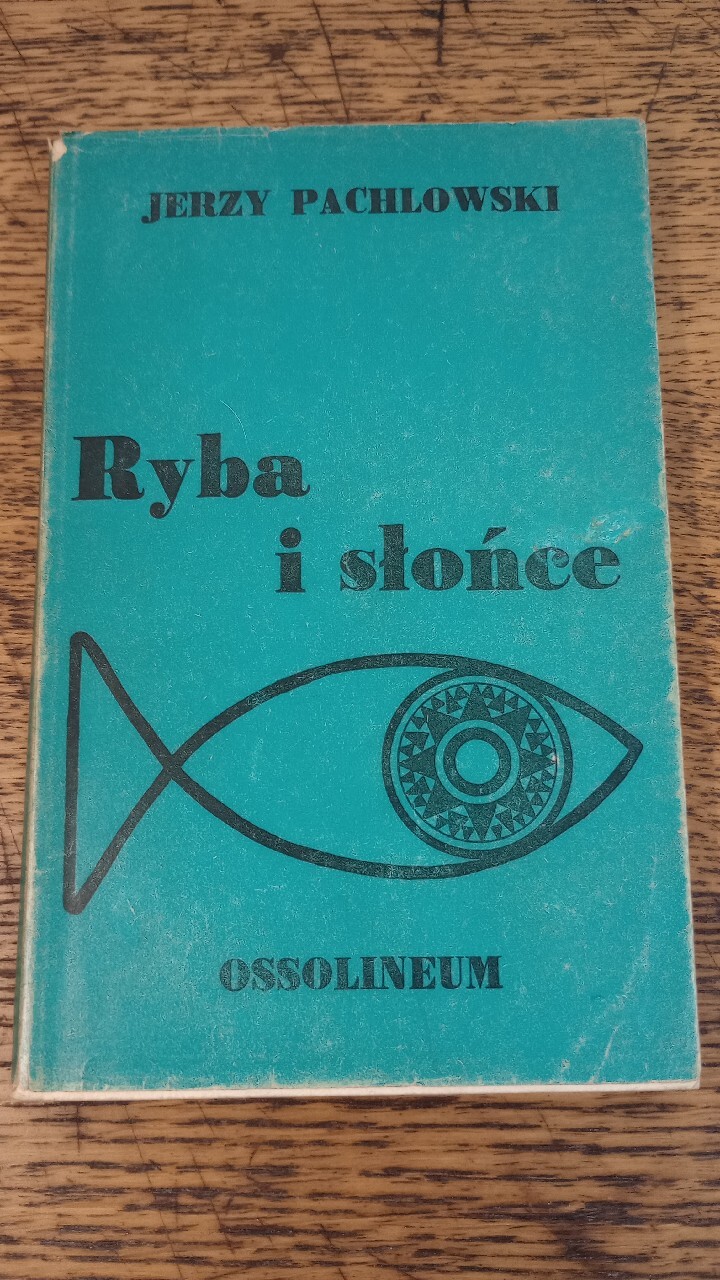 JERZY PACHLOWSKI
Ryba
i słońce
OSSOLINEUM